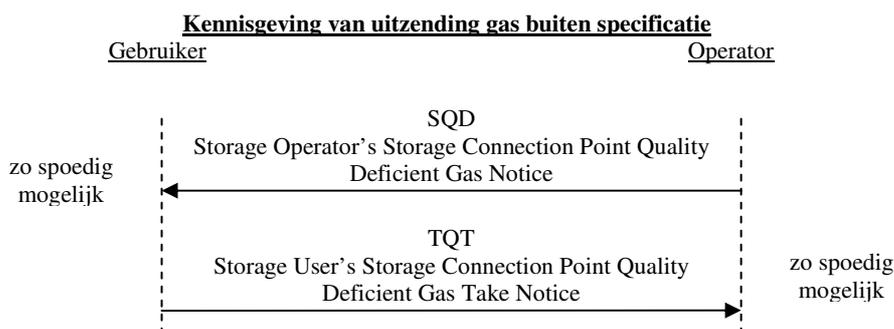 Kennisgeving van uitzending gas buiten specificatie
Gebruiker
Operator
SQD
Storage Operator's Storage Connection Point Quality
Deficient Gas Notice
zo spoedig
mogelijk
TQT
Storage User's Storage Connection Point Quality
Deficient Gas Take Notice
zo spoedig
mogelijk